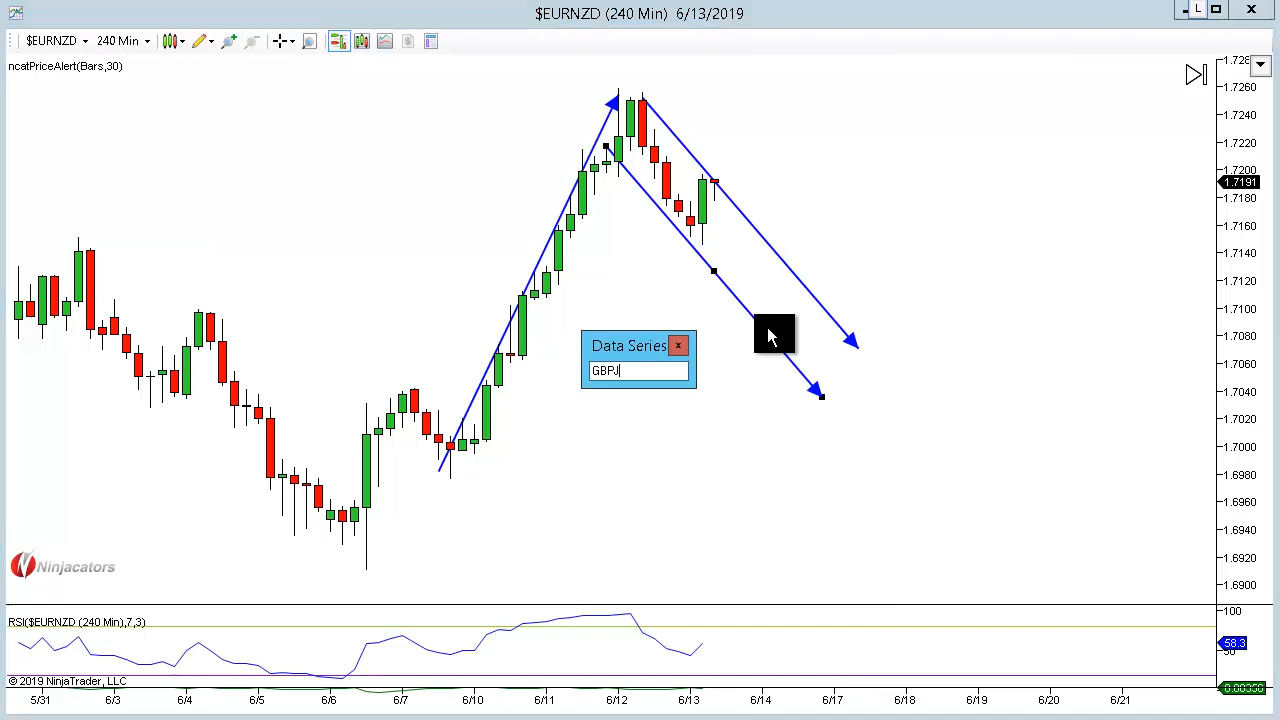 $EURNZD (240 Min) 6/13/2019
L
X
$EURNZD 240 Min
ncatPriceAlert(Bars,30)
1.728
1.7260
1.7240
1.7220
1.7200
1.7191
1.7180
1.7160
1.7140
1.7120
1.7100
1.7080
1.7060
1.7040
1.7020
1.7000
1.6980
1.6960
1.6940
1.6920
1.6900
Data Series x
GBPJ
Ninjacators
RSI($EURNZD (240 Min),7,3)
100
58.3
© 2019 NinjaTrader, LLC
5/31 6/3 6/4 6/5 6/6 6/7 6/10 6/11 6/12 6/13 6/14 6/17 6/18 6/19 6/20 6/21